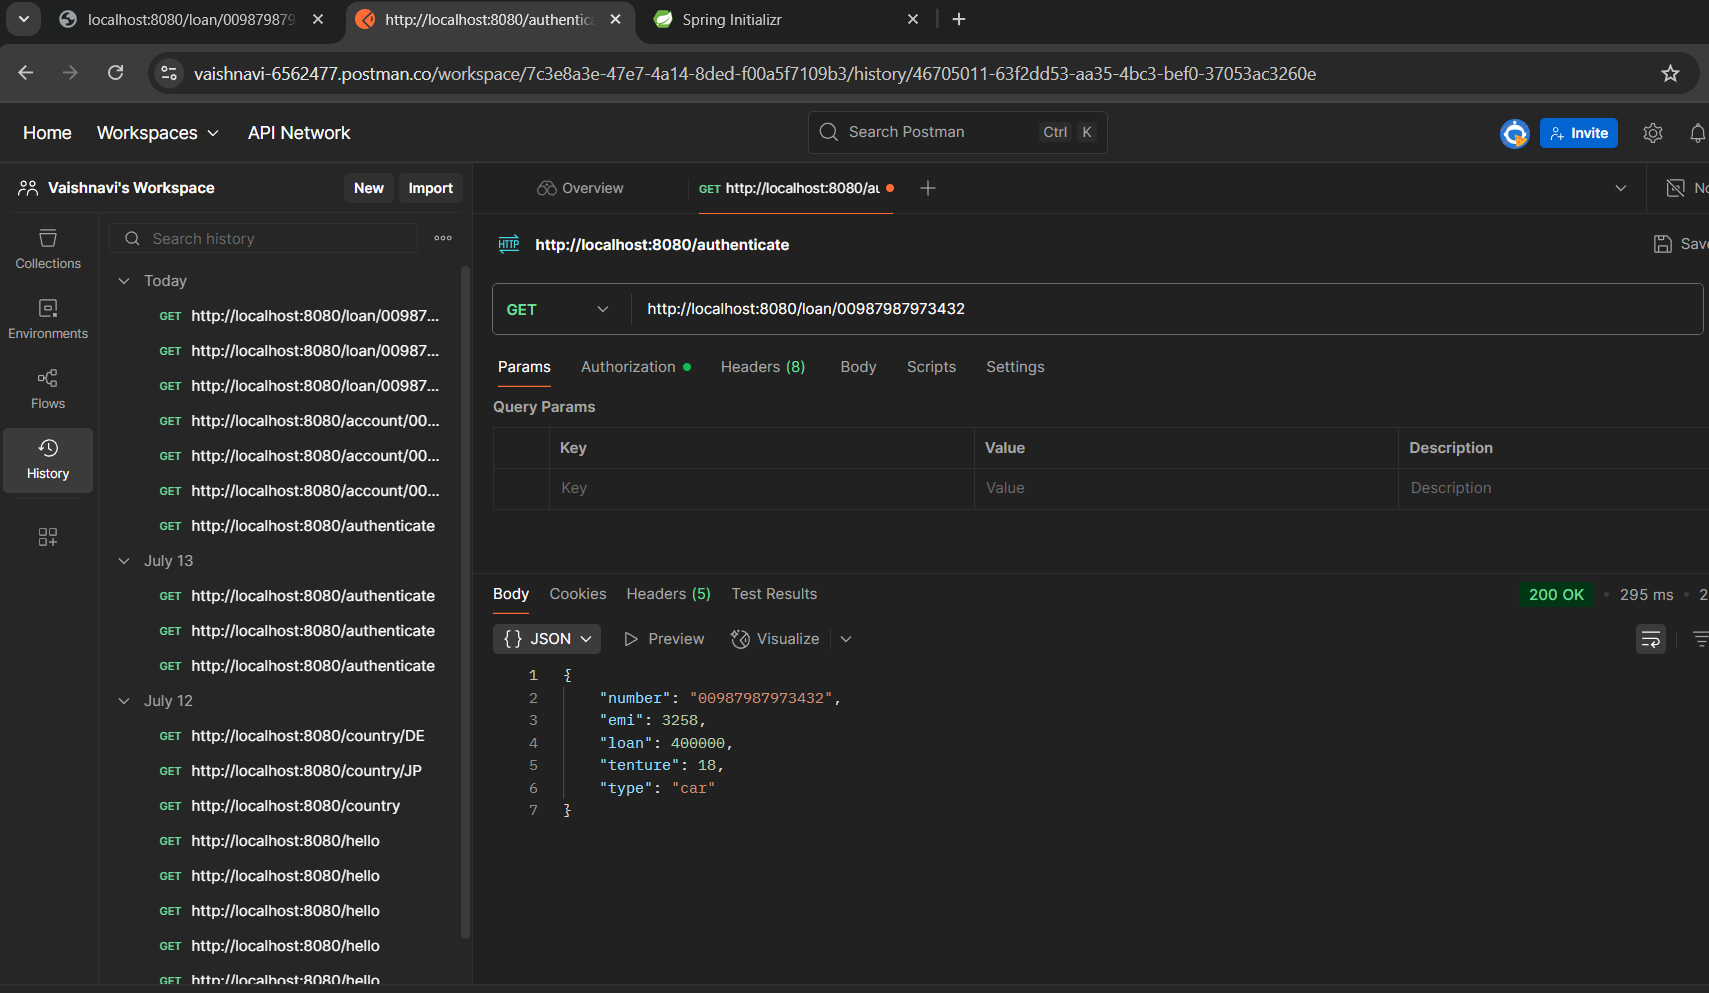 localhost:8080/loan/009879879
http://localhost:8080/authentica
Spring Initializr
vaishnavi-6562477.postman.co/workspace/7c3e8a3e-47e7-4a14-8ded-f00a5f7109b3/history/46705011-63f2dd53-aa35-4bc3-bef0-37053ac3260e
Home
Workspaces
API Network
Search Postman
Ctrl
K
Invite
Vaishnavi's Workspace
New
Import
Overview
GET http://localhost:8080/au
No
Collections
Environments
Flows
History
Search history
Today
GET http://localhost:8080/loan/00987...
GET http://localhost:8080/loan/00987...
GET http://localhost:8080/loan/00987...
GET http://localhost:8080/account/00...
GET http://localhost:8080/account/00...
GET http://localhost:8080/account/00...
GET http://localhost:8080/authenticate
July 13
GET http://localhost:8080/authenticate
GET http://localhost:8080/authenticate
GET http://localhost:8080/authenticate
July 12
GET http://localhost:8080/country/DE
GET http://localhost:8080/country/JP
GET http://localhost:8080/country
GET http://localhost:8080/hello
GET http://localhost:8080/hello
GET http://localhost:8080/hello
GET http://localhost:8080/hello
GET http://localhost:8080/hello
HTTP http://localhost:8080/authenticate
Save
GET http://localhost:8080/loan/00987987973432
Params
Authorization
Headers (8)
Body
Scripts
Settings
Query Params
Key
Value
Description
Key
Value
Description
Body
Cookies
Headers (5)
Test Results
200 OK
295 ms
2
{} JSON
Preview
Visualize
1 {
2 "number": "00987987973432",
3 "emi": 3258,
4 "loan": 400000,
5 "tenture": 18,
6 "type": "car"
7 }